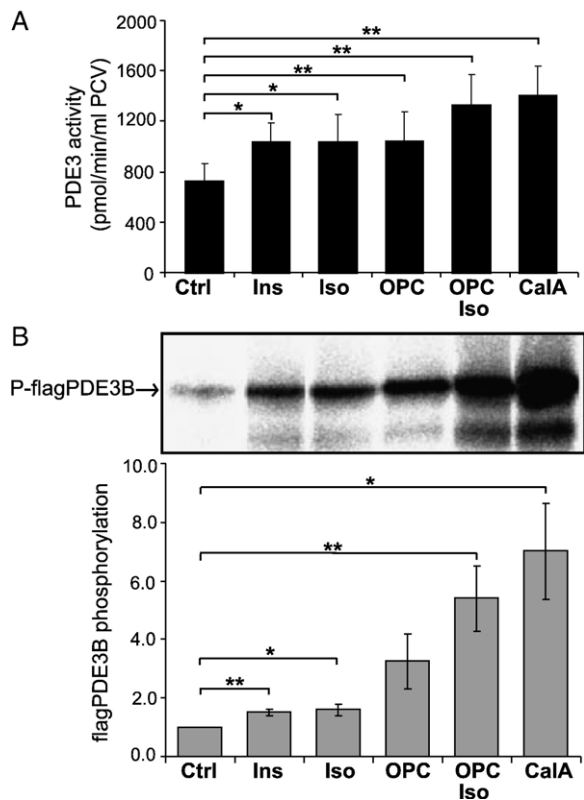 A
**
**
**
*
*
PDE3 activity
(pmol/min/ml PCV)
2000
1600
1200
800
400
0
Ctrl Ins Iso OPC OPC Iso CalA
B
P-flagPDE3B→
flagPDE3B phosphorylation
10.0
8.0
6.0
4.0
2.0
0.0
*
**
*
**
Ctrl Ins Iso OPC OPC Iso CalA